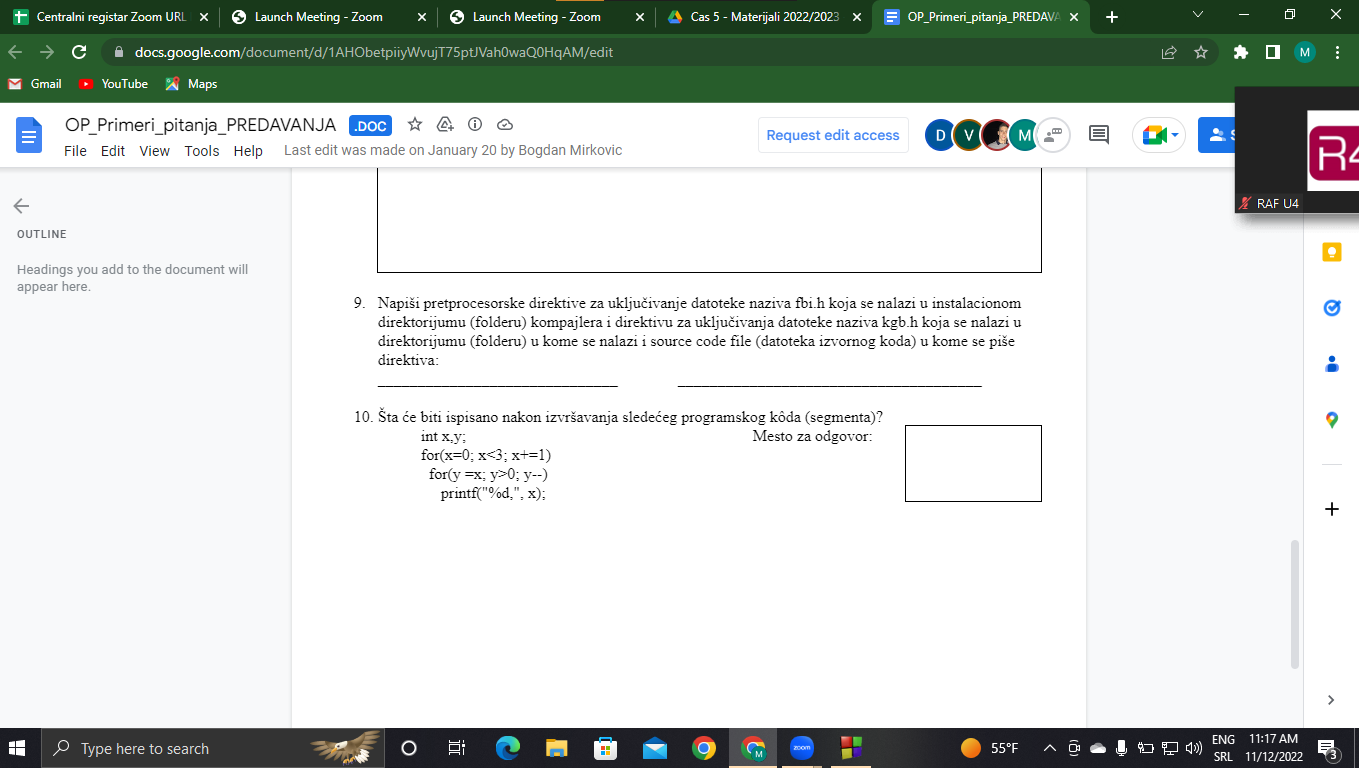 Centralni registar Zoom URL
Launch Meeting - Zoom
Launch Meeting - Zoom
Cas 5 - Materijali 2022/2023
OP_Primeri_pitanja_PREDAVA
docs.google.com/document/d/1AHObetpiiyWvujT75ptJVah0waQ0HqAM/edit
M
Gmail
YouTube
Maps
OP_Primeri_pitanja_PREDAVANJA
.DOC
File Edit View Tools Help
Last edit was made on January 20 by Bogdan Mirkovic
Request edit access
D
V
M
S
R4
RAF U4
OUTLINE
Headings you add to the document will
appear here.
9. Napiši pretprocesorske direktive za uključivanje datoteke naziva fbi.h koja se nalazi u instalacionom
direktorijumu (folderu) kompajlera i direktivu za uključivanja datoteke naziva kgb.h koja se nalazi u
direktorijumu (folderu) u kome se nalazi i source code file (datoteka izvornog koda) u kome se piše
direktiva:
10. Šta će biti ispisano nakon izvršavanja sledećeg programskog kôda (segmenta)?
int x,y; Mesto za odgovor:
for(x=0; x<3; x+=1)
for(y =x; y>0; y--)
printf("%d,", x);
Type here to search
M
zoom
55°F
ENG
SRL
11:17 AM
11/12/2022
3